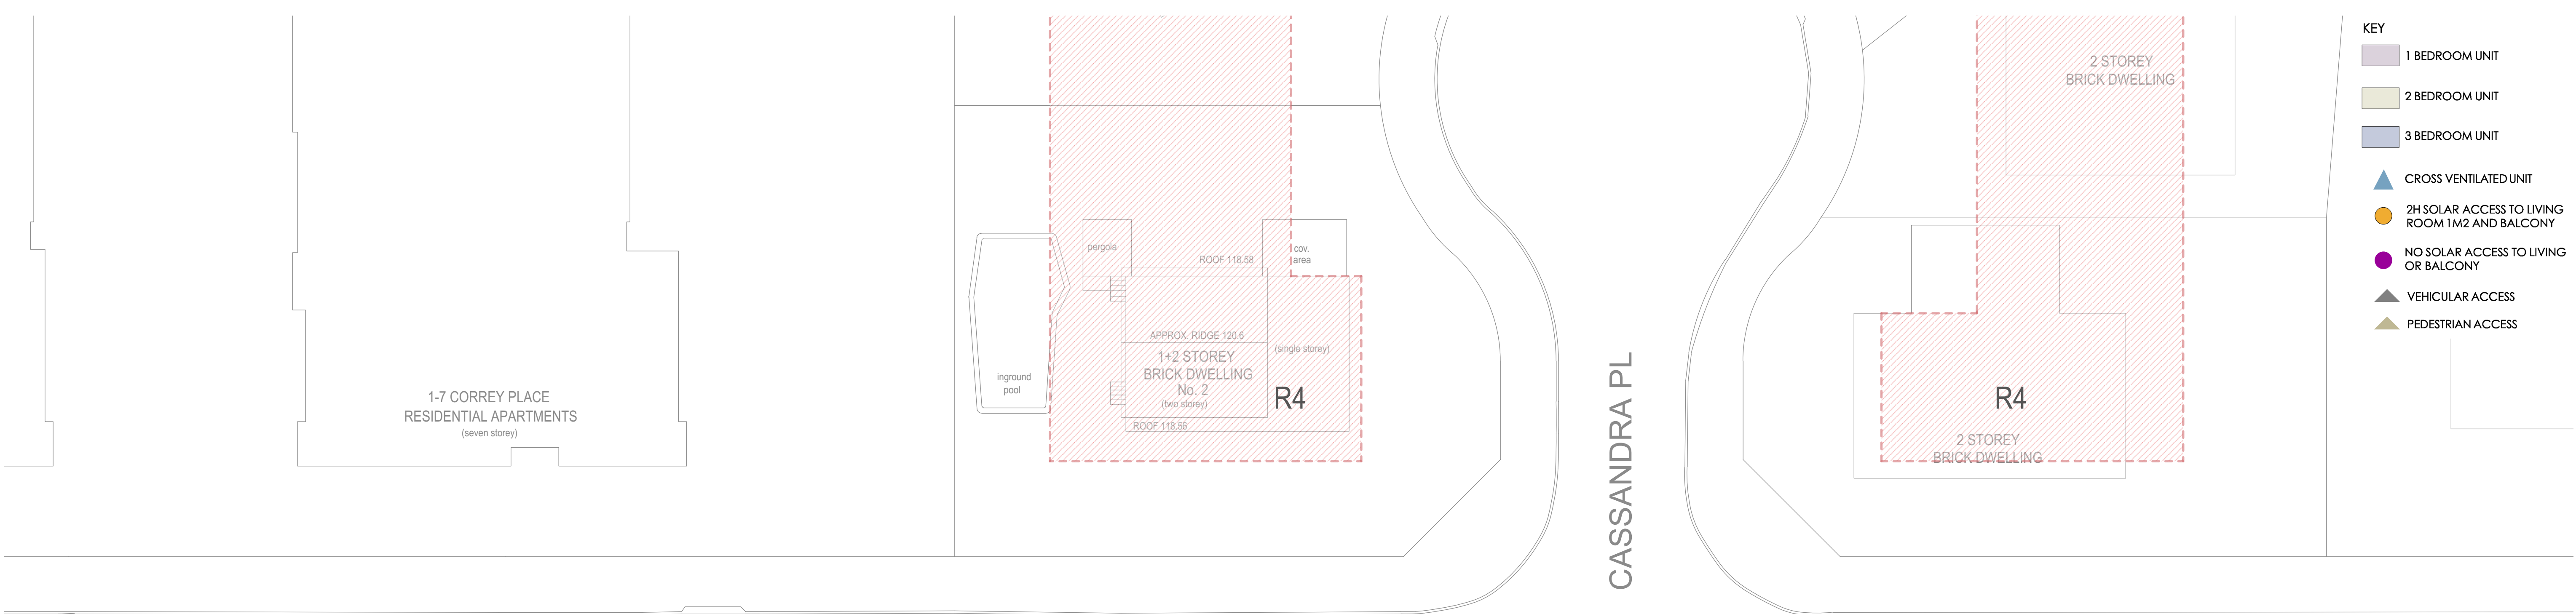 1-7 CORREY PLACE
RESIDENTIAL APARTMENTS
(seven storey)
pergola
cov.
area
ROOF 118.58
APPROX. RIDGE 120.6
1+2 STOREY
BRICK DWELLING
No. 2
(two storey)
(single storey)
R4
ROOF 118.56
inground
pool
CASSANDRA PL
2 STOREY
BRICK DWELLING
R4
2 STOREY
BRICK DWELLING
KEY
1 BEDROOM UNIT
2 BEDROOM UNIT
3 BEDROOM UNIT
CROSS VENTILATED UNIT
2H SOLAR ACCESS TO LIVING
ROOM 1M2 AND BALCONY
NO SOLAR ACCESS TO LIVING
OR BALCONY
VEHICULAR ACCESS
PEDESTRIAN ACCESS